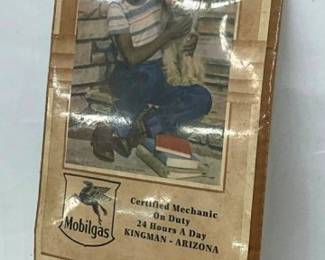 Mobilgas
Certified Mechanic
On Duty
24 Hours A Day
KINGMAN - ARIZONA